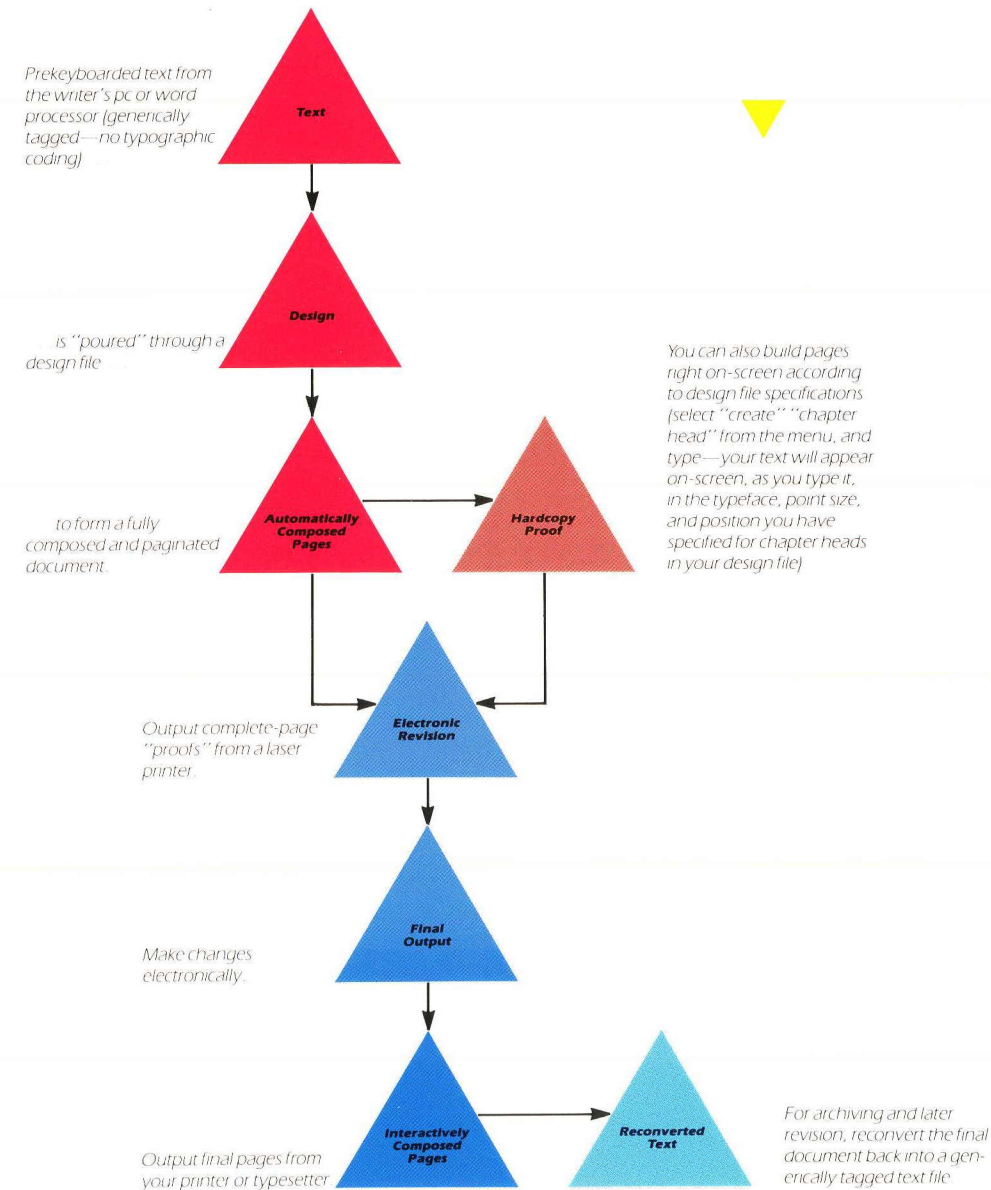 Prekeyboarded text from
the writer's pc or word
processor (generically
tagged—no typographic
coding) ...
Text
Design
... is "poured" through a
design file ...
You can also build pages
right on-screen according
to design file specifications
(select "create" "chapter
head" from the menu, and
type—your text will appear
on-screen, as you type it,
in the typeface, point size,
and position you have
specified for chapter heads
in your design file)
... to form a fully
composed and paginated
document.
Automatically
Composed
Pages
Hardcopy
Proof
Output complete-page
"proofs" from a laser
printer.
Electronic
Revision
Final
Output
Make changes
electronically.
Interactively
Composed
Pages
Reconverted
Text
Output final pages from
your printer or typesetter
For archiving and later
revision, reconvert the final
document back into a gen-
erically tagged text file